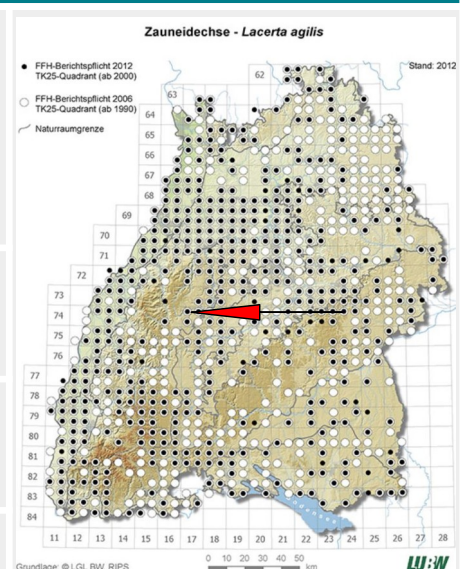 Zauneidechse - Lacerta agilis
FFH-Berichtspflicht 2012
TK25-Quadrant (ab 2000)
Stand: 2012
FFH-Berichtspflicht 2006
TK25-Quadrant (ab 1990)
Naturraumgrenze
62
63
64
65
66
67
68
69
70
71
72
73
74
75
76
77
78
79
80
81
82
83
84
11 12 13 14 15 16 17 18 19 20 21 22 23 24 25 26 27 28
0 10 20 30 40 50
km
Grundlage: © LGL BW, RIPS
LUBW